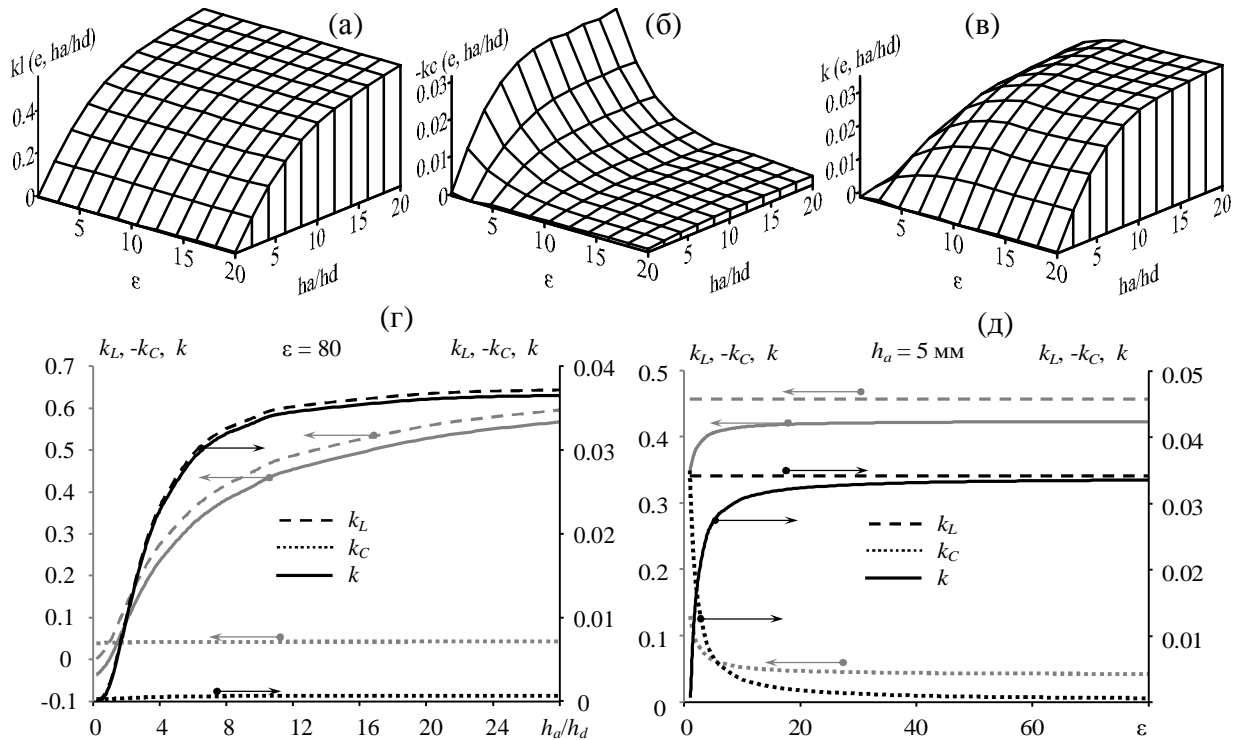 (а)
kl (e, ha/hd)
0.4
0.2
0
5
10
15
20
ε
5
10
15
20
ha/hd
(б)
-kc (e, ha/hd)
0.03
0.02
0.01
0
5
10
15
20
ε
5
10
15
20
ha/hd
(в)
k (e, ha/hd)
0.03
0.02
0.01
0
5
10
15
20
ε
5
10
15
20
ha/hd
(г)
k_L, -k_C, k
ε = 80
k_L, -k_C, k
0.7
0.6
0.5
0.4
0.3
0.2
0.1
0
-0.1
0.04
0.03
0.02
0.01
0
k_L
k_C
k
0 4 8 12 16 20 24 h_a/h_d
(д)
k_L, -k_C, k
h_a = 5 мм
k_L, -k_C, k
0.5
0.4
0.3
0.2
0.1
0
0.05
0.04
0.03
0.02
0.01
0
k_L
k_C
k
0 20 40 60 ε